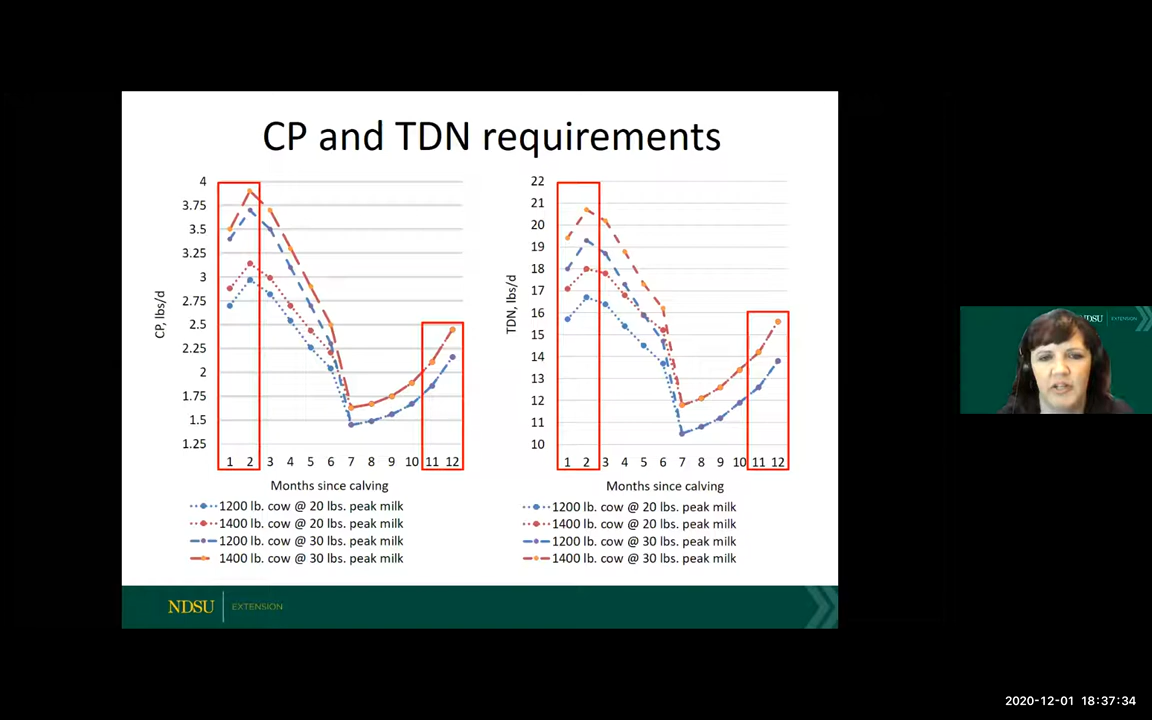 CP and TDN requirements
4
3.75
3.5
3.25
3
2.75
2.5
2.25
2
1.75
1.5
1.25
CP, lbs/d
1 2 3 4 5 6 7 8 9 10 11 12
Months since calving
1200 lb. cow @ 20 lbs. peak milk
1400 lb. cow @ 20 lbs. peak milk
1200 lb. cow @ 30 lbs. peak milk
1400 lb. cow @ 30 lbs. peak milk
22
21
20
19
18
17
16
15
14
13
12
11
10
TDN, lbs/d
1 2 3 4 5 6 7 8 9 10 11 12
Months since calving
1200 lb. cow @ 20 lbs. peak milk
1400 lb. cow @ 20 lbs. peak milk
1200 lb. cow @ 30 lbs. peak milk
1400 lb. cow @ 30 lbs. peak milk
NDSU EXTENSION
NDSU EXTENSION
2020-12-01 18:37:34